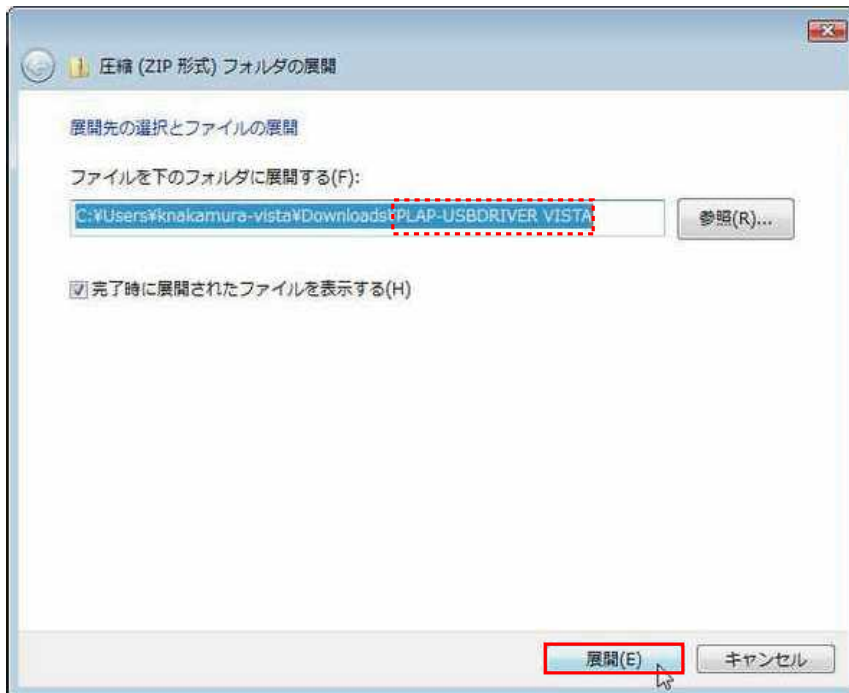 圧縮 (ZIP 形式) フォルダの展開
展開先の選択とファイルの展開
ファイルを下のフォルダに展開する(F):
C:¥Users¥knakamura-vista¥Downloads¥PLAP-USBDRIVER VISTA
参照(R)...
完了時に展開されたファイルを表示する(H)
展開(E)
キャンセル